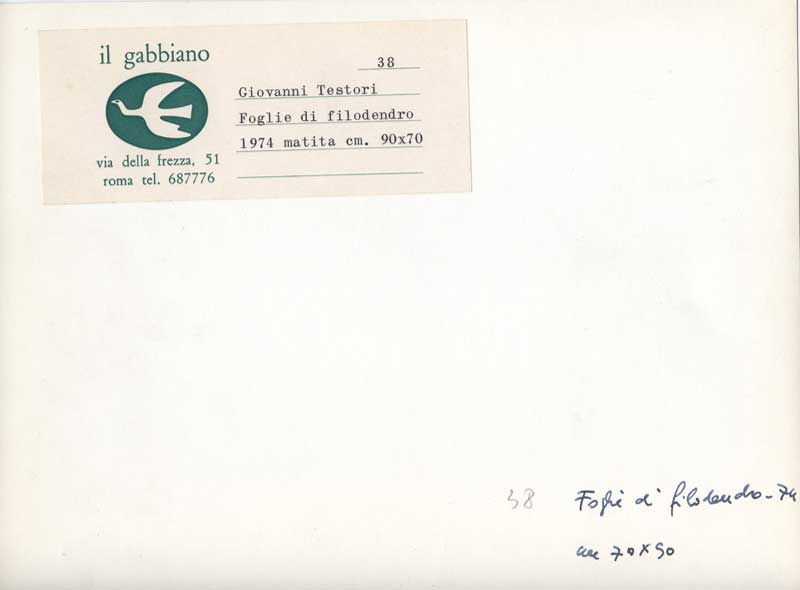 il gabbiano
via della frezza, 51
roma tel. 687776
38
Giovanni Testori
Foglie di filodendro
1974 matita cm. 90x70
38
Foglie di filodendro - 74
cm 70x90